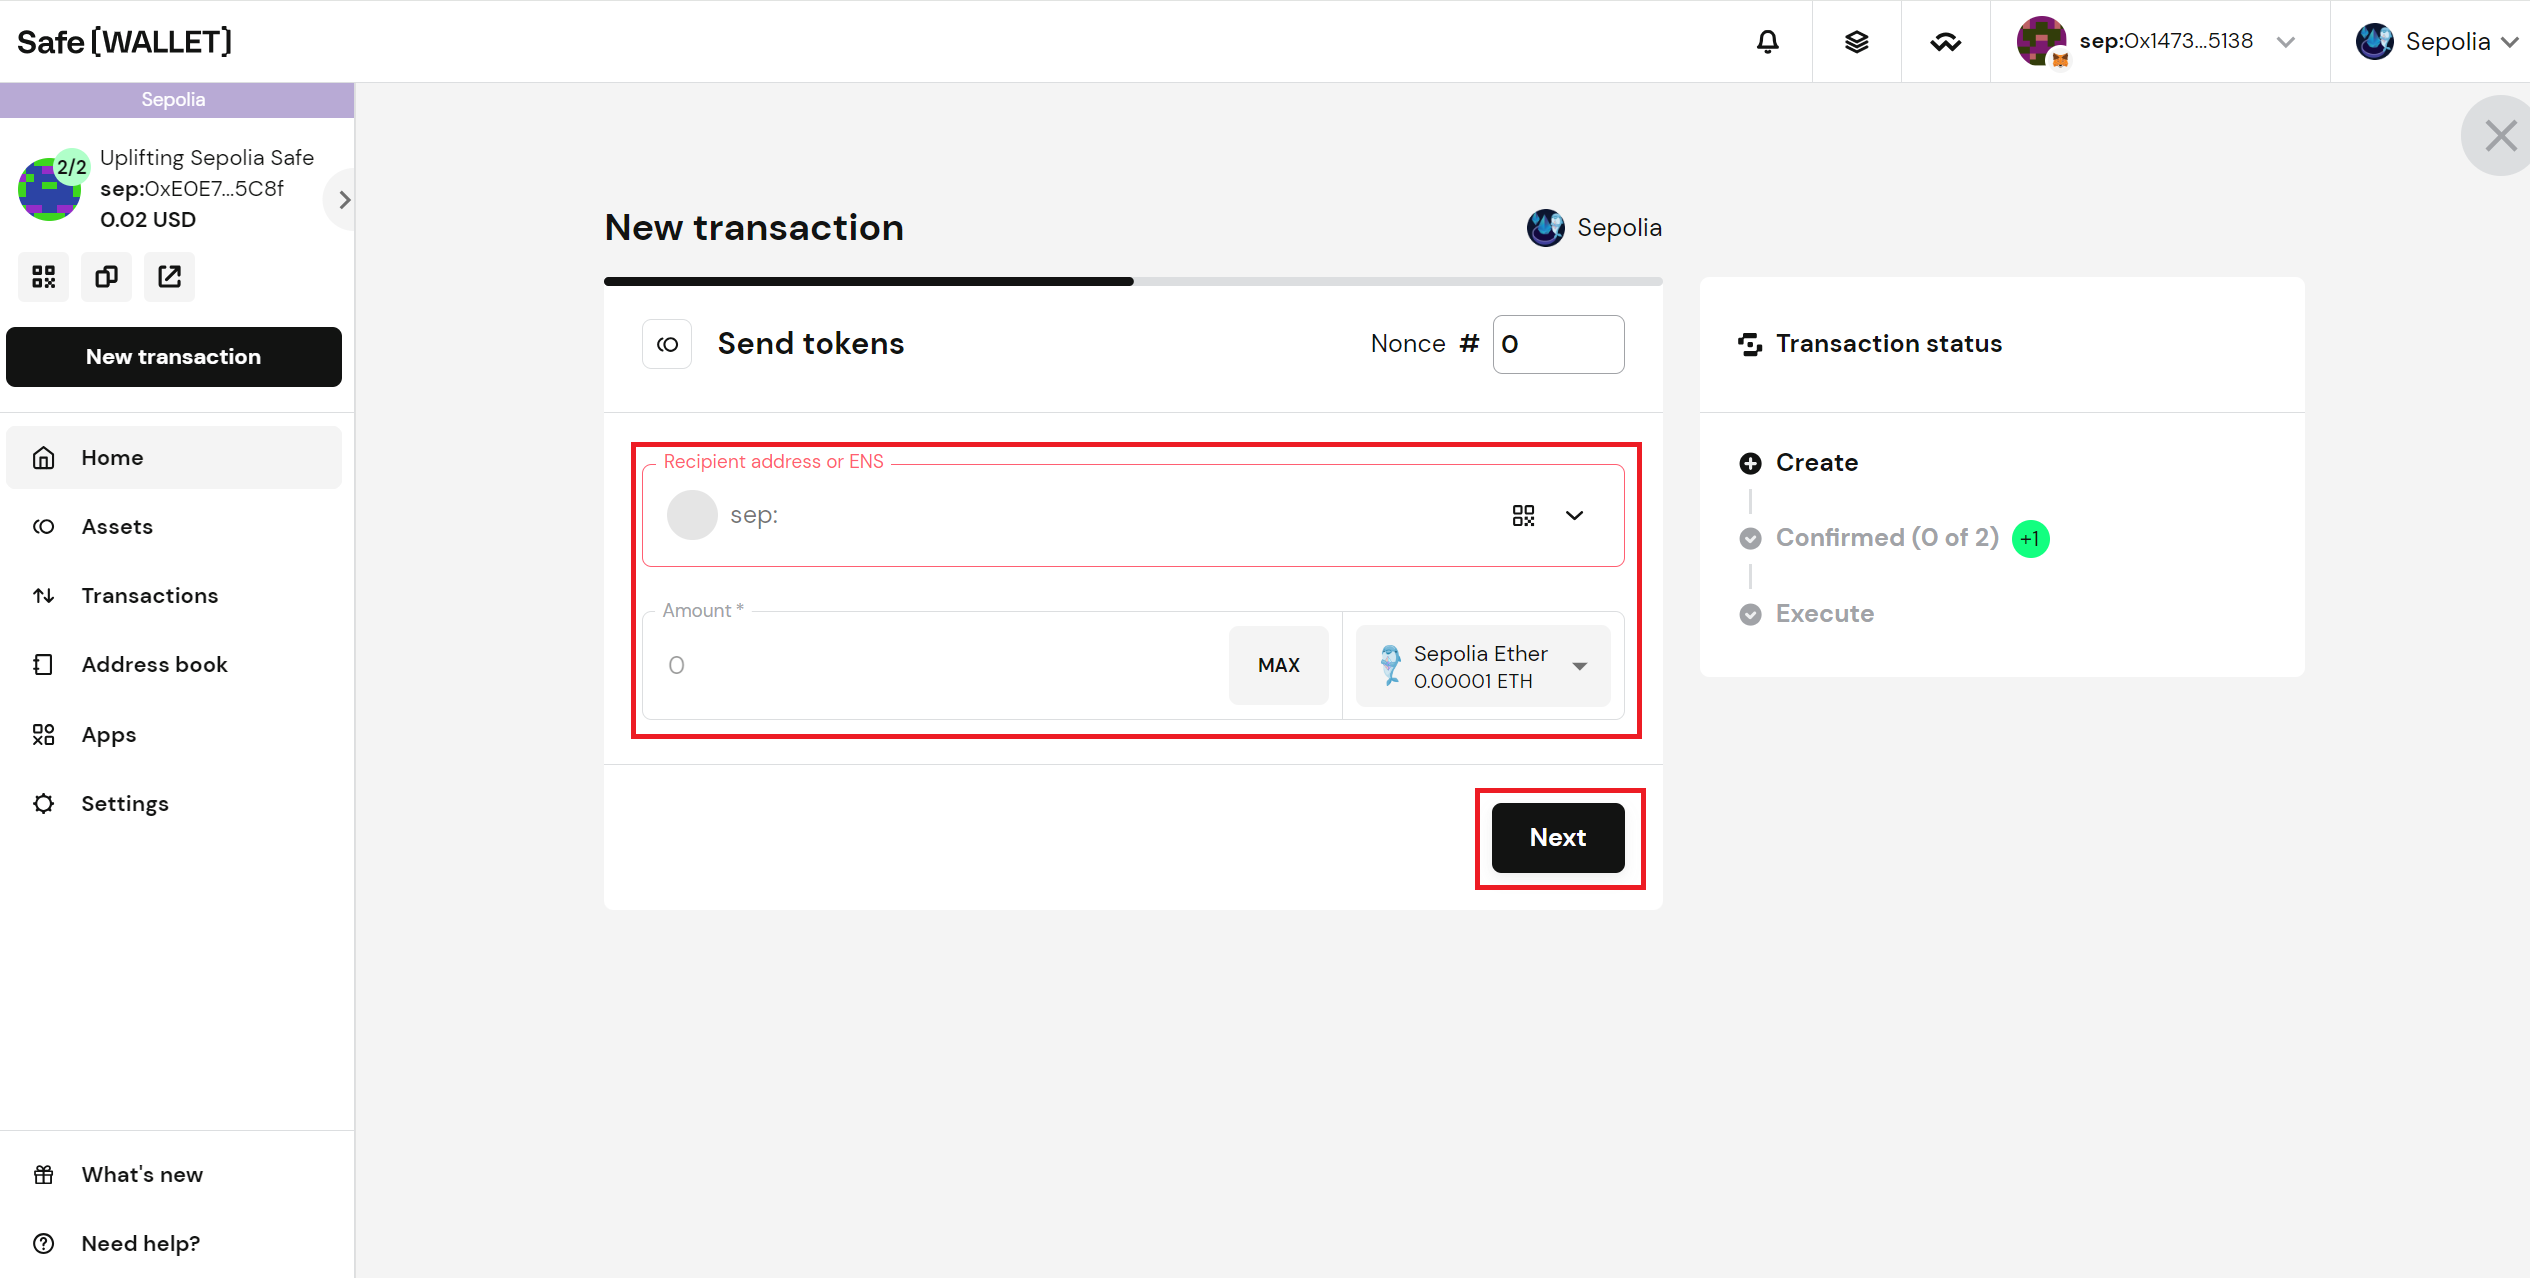 Safe[WALLET]
sep:0x1473...5138
Sepolia
Sepolia
2/2
Uplifting Sepolia Safe
sep:0xE0E7...5C8f
0.02 USD
New transaction
Home
Assets
Transactions
Address book
Apps
Settings
What's new
Need help?
New transaction
Sepolia
Send tokens
Nonce # 0
Recipient address or ENS
sep:
Amount *
0
MAX
Sepolia Ether
0.00001 ETH
Next
Transaction status
Create
Confirmed (0 of 2) +1
Execute